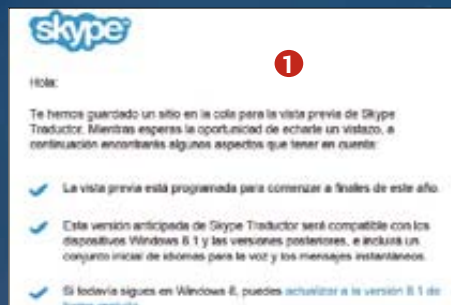 skype
1
Hola:
Te hemos guardado un sitio en la cola para la vista previa de Skype
Traductor. Mientras esperas la oportunidad de echarle un vistazo, a
continuación encontrarás algunos aspectos que tener en cuenta:
La vista previa está programada para comenzar a finales de este año.
Esta versión anticipada de Skype Traductor será compatible con los
dispositivos Windows 8.1 y las versiones posteriores, e incluirá un
conjunto inicial de idiomas para la voz y los mensajes instantáneos.
Si todavía sigues en Windows 8, puedes actualizar a la versión 8.1 de